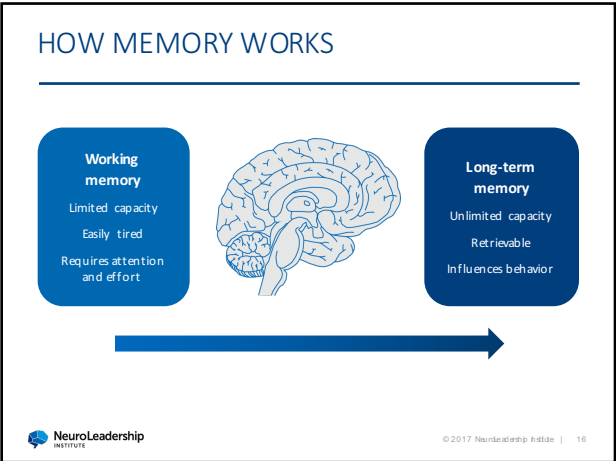 HOW MEMORY WORKS
Working
memory
Limited capacity
Easily tired
Requires attention
and effort
Long-term
memory
Unlimited capacity
Retrievable
Influences behavior
NeuroLeadership
INSTITUTE
© 2017 NeuroLeadership Institute | 16